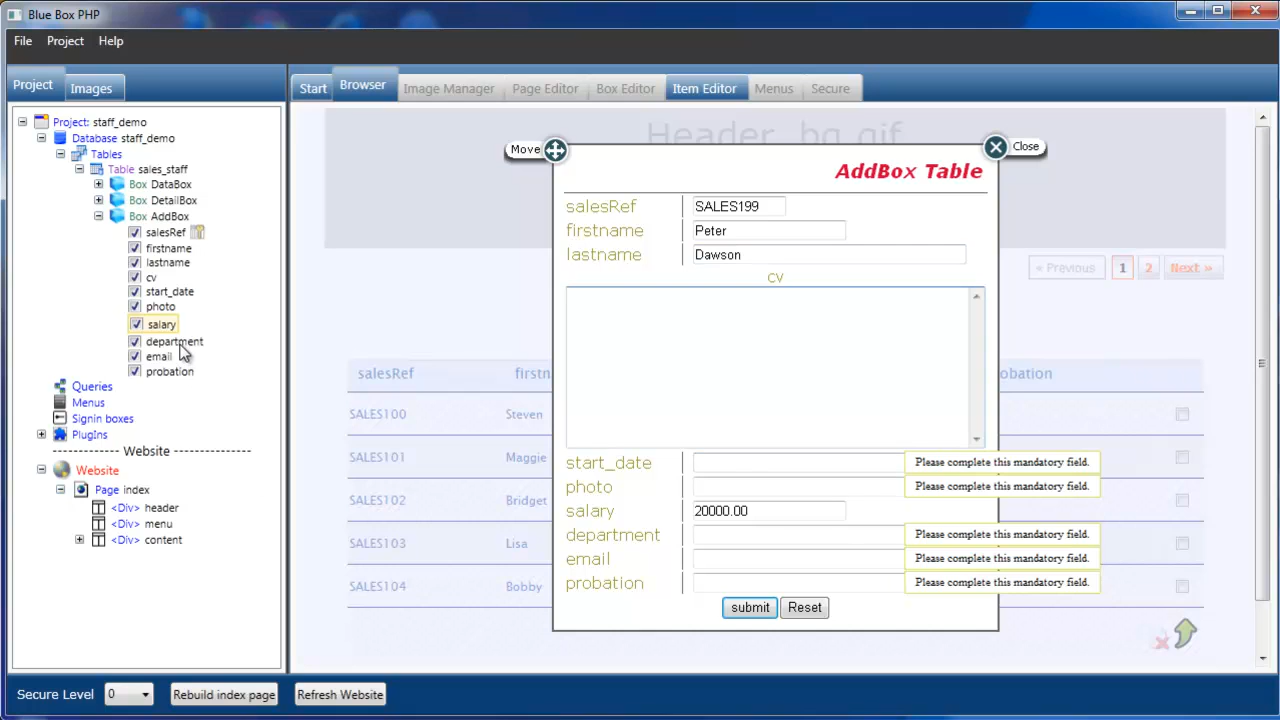 Blue Box PHP
File Project Help
Project Images
Start Browser Image Manager Page Editor Box Editor Item Editor Menus Secure
Project: staff_demo
Database staff_demo
Tables
Table sales_staff
Box DataBox
Box DetailBox
Box AddBox
salesRef
firstname
lastname
cv
start_date
photo
salary
department
email
probation
Queries
Menus
Signin boxes
PlugIns
Website
Website
Page index
<Div> header
<Div> menu
<Div> content
Header_bg.gif
« Previous 1 2 Next »
salesRef firstn obation
SALES100 Steven
SALES101 Maggie
SALES102 Bridget
SALES103 Lisa
SALES104 Bobby
Move Close
AddBox Table
salesRef SALES199
firstname Peter
lastname Dawson
cv
start_date Please complete this mandatory field.
photo Please complete this mandatory field.
salary 20000.00
department Please complete this mandatory field.
email Please complete this mandatory field.
probation Please complete this mandatory field.
submit Reset
Secure Level 0 Rebuild index page Refresh Website